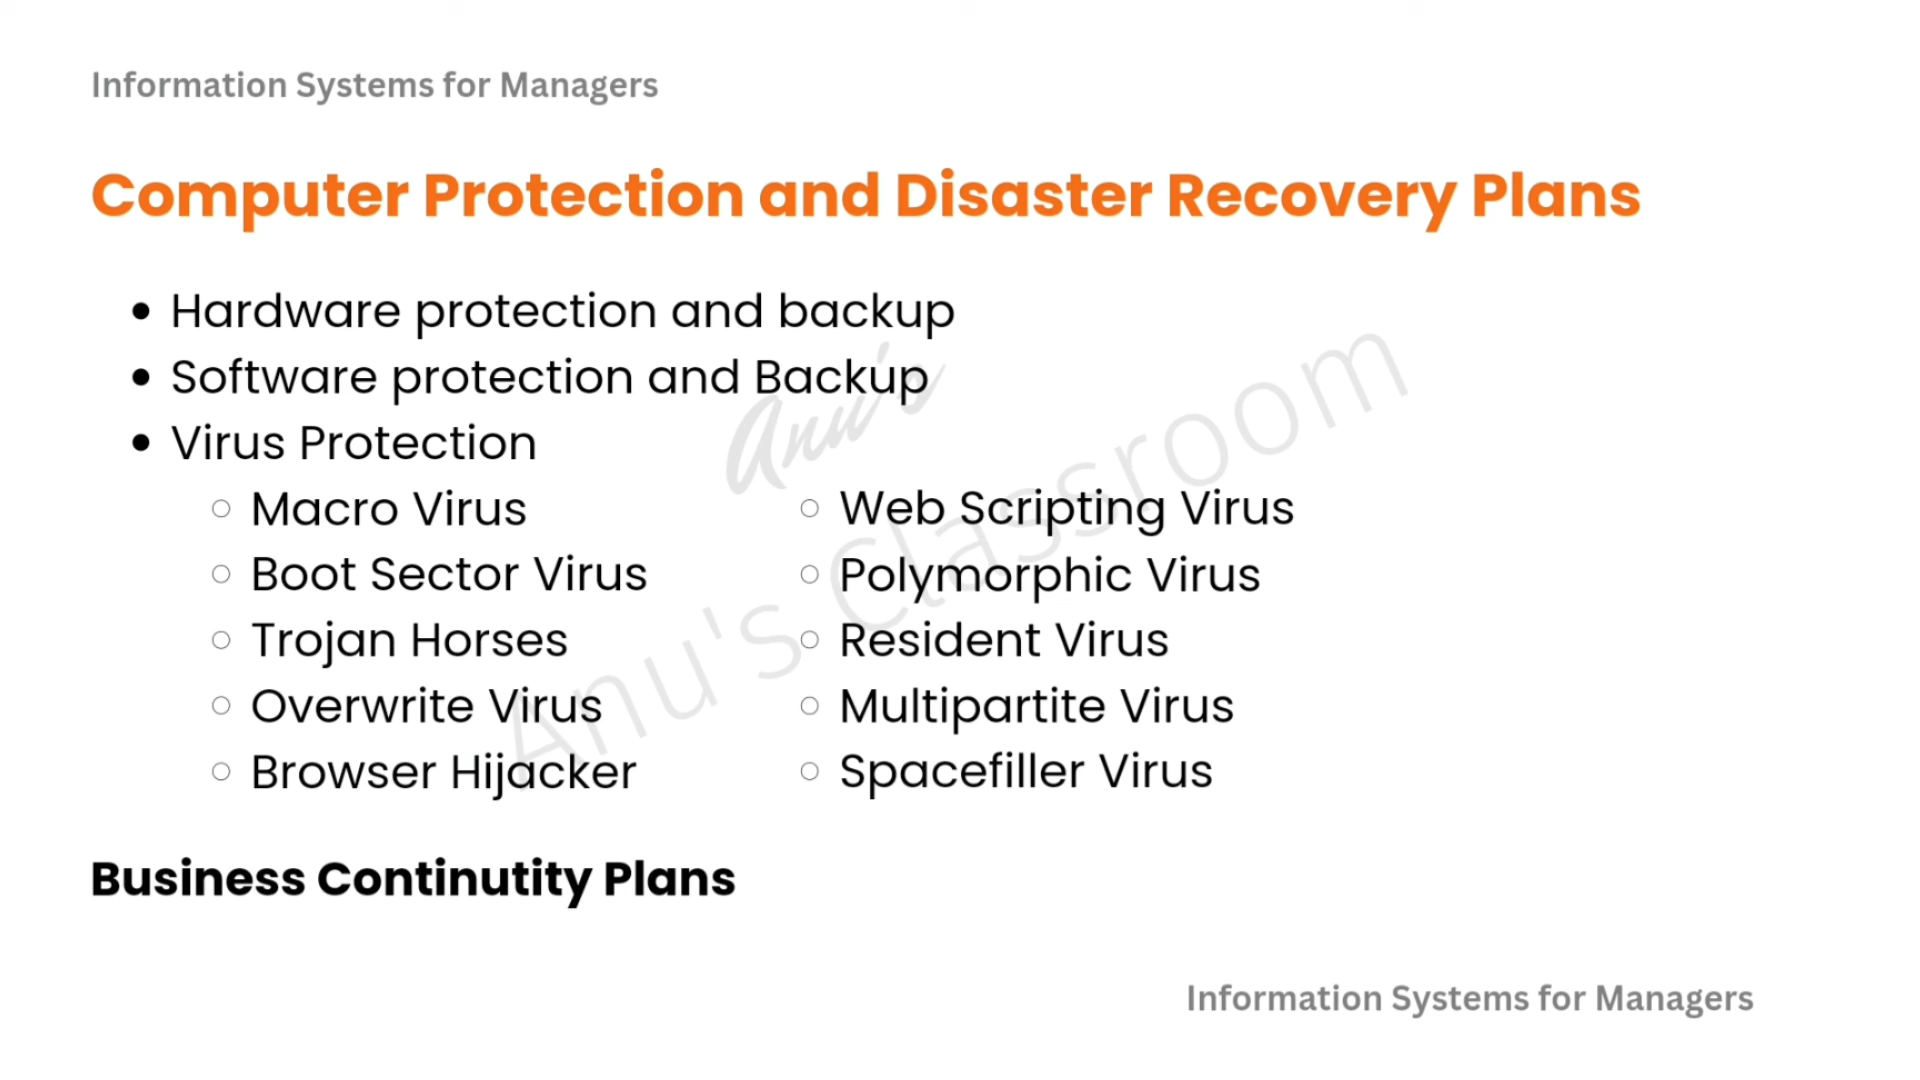 Information Systems for Managers
Computer Protection and Disaster Recovery Plans
Hardware protection and backup
Software protection and Backup
Virus Protection
Macro Virus
Boot Sector Virus
Trojan Horses
Overwrite Virus
Browser Hijacker
Web Scripting Virus
Polymorphic Virus
Resident Virus
Multipartite Virus
Spacefiller Virus
Business Continutity Plans
Information Systems for Managers
Anu's
Anu's Classroom